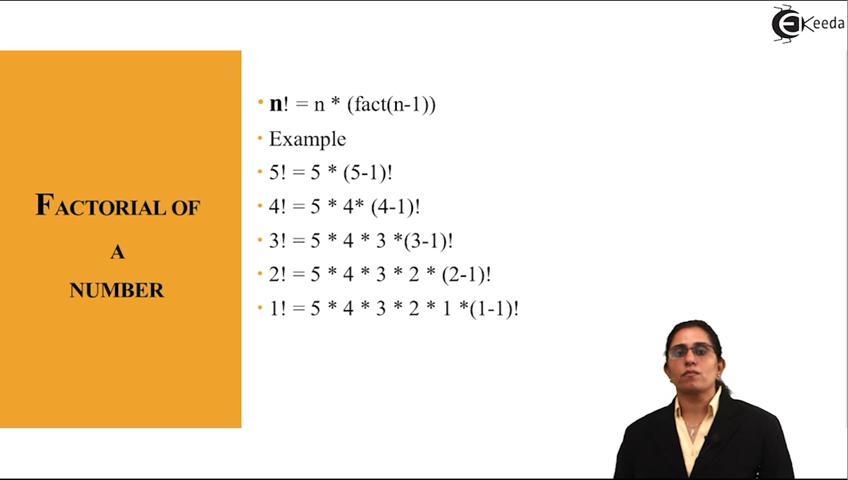 Keeda
n! = n * (fact(n-1))
Example
5! = 5 * (5-1)!
4! = 5 * 4* (4-1)!
3! = 5 * 4 * 3 *(3-1)!
2! = 5 * 4 * 3 * 2 * (2-1)!
1! = 5 * 4 * 3 * 2 * 1 *(1-1)!
FACTORIAL OF
A
NUMBER